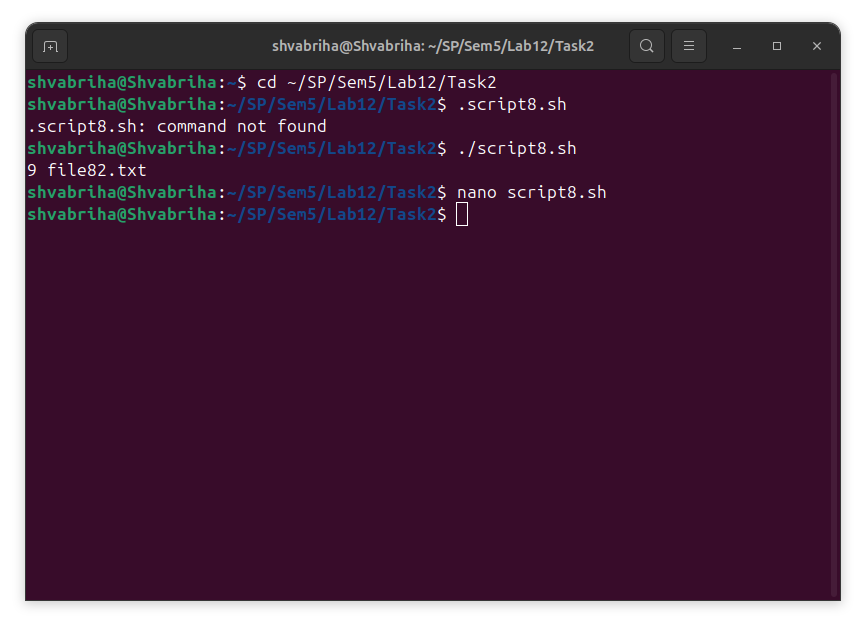 shvabriha@Shvabriha: ~/SP/Sem5/Lab12/Task2
shvabriha@Shvabriha:~$ cd ~/SP/Sem5/Lab12/Task2
shvabriha@Shvabriha:~/SP/Sem5/Lab12/Task2$ .script8.sh
.script8.sh: command not found
shvabriha@Shvabriha:~/SP/Sem5/Lab12/Task2$ ./script8.sh
9 file82.txt
shvabriha@Shvabriha:~/SP/Sem5/Lab12/Task2$ nano script8.sh
shvabriha@Shvabriha:~/SP/Sem5/Lab12/Task2$